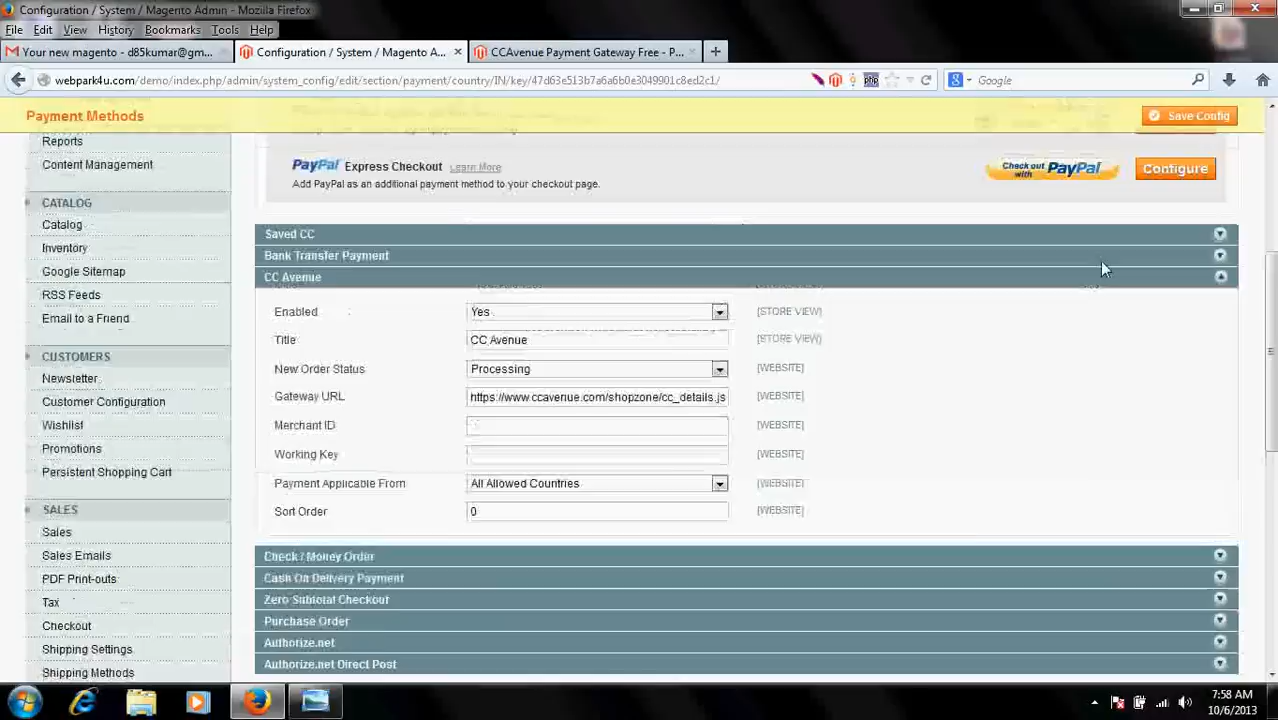 Configuration / System / Magento Admin - Mozilla Firefox
File Edit View History Bookmarks Tools Help
Your new magento - d85kumar@gm...
Configuration / System / Magento A...
CCAvenue Payment Gateway Free - P...
webpark4u.com/demo/index.php/admin/system_config/edit/section/payment/country/IN/key/47d63e513b7a6a6b0e3049901c8ed2c1/
Google
Payment Methods
Save Config
Reports
Content Management
CATALOG
Catalog
Inventory
Google Sitemap
RSS Feeds
Email to a Friend
CUSTOMERS
Newsletter
Customer Configuration
Wishlist
Promotions
Persistent Shopping Cart
SALES
Sales
Sales Emails
PDF Print-outs
Tax
Checkout
Shipping Settings
Shipping Methods
PayPal Express Checkout Learn More
Add PayPal as an additional payment method to your checkout page.
Check out with PayPal
Configure
Saved CC
Bank Transfer Payment
CC Avenue
Enabled Yes [STORE VIEW]
Title CC Avenue [STORE VIEW]
New Order Status Processing [WEBSITE]
Gateway URL https://www.ccavenue.com/shopzone/cc_details.js [WEBSITE]
Merchant ID [WEBSITE]
Working Key [WEBSITE]
Payment Applicable From All Allowed Countries [WEBSITE]
Sort Order 0 [WEBSITE]
Check / Money Order
Cash On Delivery Payment
Zero Subtotal Checkout
Purchase Order
Authorize.net
Authorize.net Direct Post
7:58 AM
10/6/2013